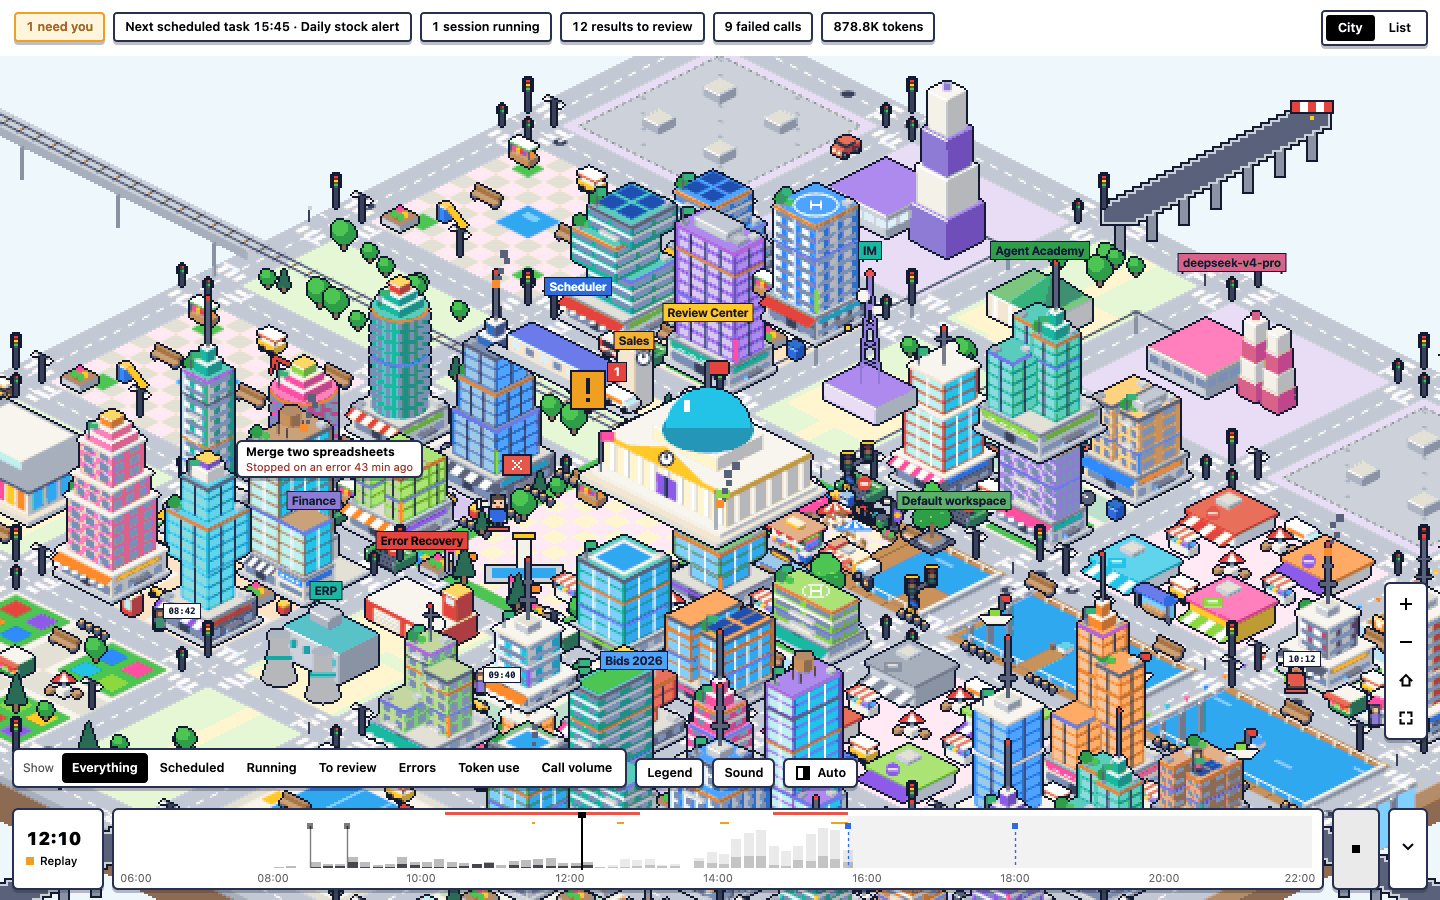 1 need you
Next scheduled task 15:45 · Daily stock alert
1 session running
12 results to review
9 failed calls
878.8K tokens
City
List
IM
Agent Academy
deepseek-v4-pro
Scheduler
Review Center
Sales
!
1
Merge two spreadsheets
Stopped on an error 43 min ago
Finance
Default workspace
Error Recovery
ERP
08:42
09:40
Bids 2026
10:12
Show
Everything
Scheduled
Running
To review
Errors
Token use
Call volume
Legend
Sound
Auto
12:10
Replay
06:00
08:00
10:00
12:00
14:00
16:00
18:00
20:00
22:00